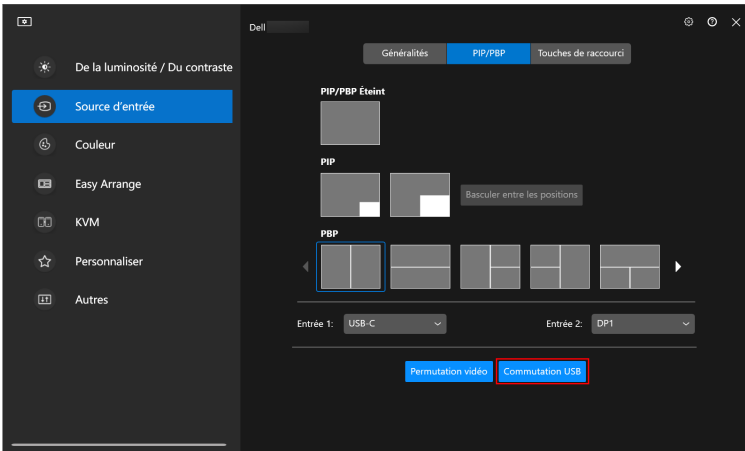 Dell
De la luminosité / Du contraste
Source d'entrée
Couleur
Easy Arrange
KVM
Personnaliser
Autres
Généralités PIP/PBP Touches de raccourci
PIP/PBP Éteint
PIP
Basculer entre les positions
PBP
Entrée 1: USB-C Entrée 2: DP1
Permutation vidéo Commutation USB